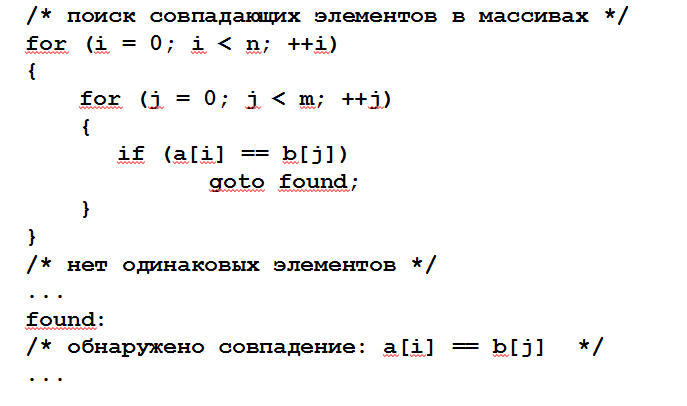 /* поиск совпадающих элементов в массивах */
for (i = 0; i < n; ++i)
{
for (j = 0; j < m; ++j)
{
if (a[i] == b[j])
goto found;
}
}
/* нет одинаковых элементов */
...
found:
/* обнаружено совпадение: a[i] == b[j] */
...